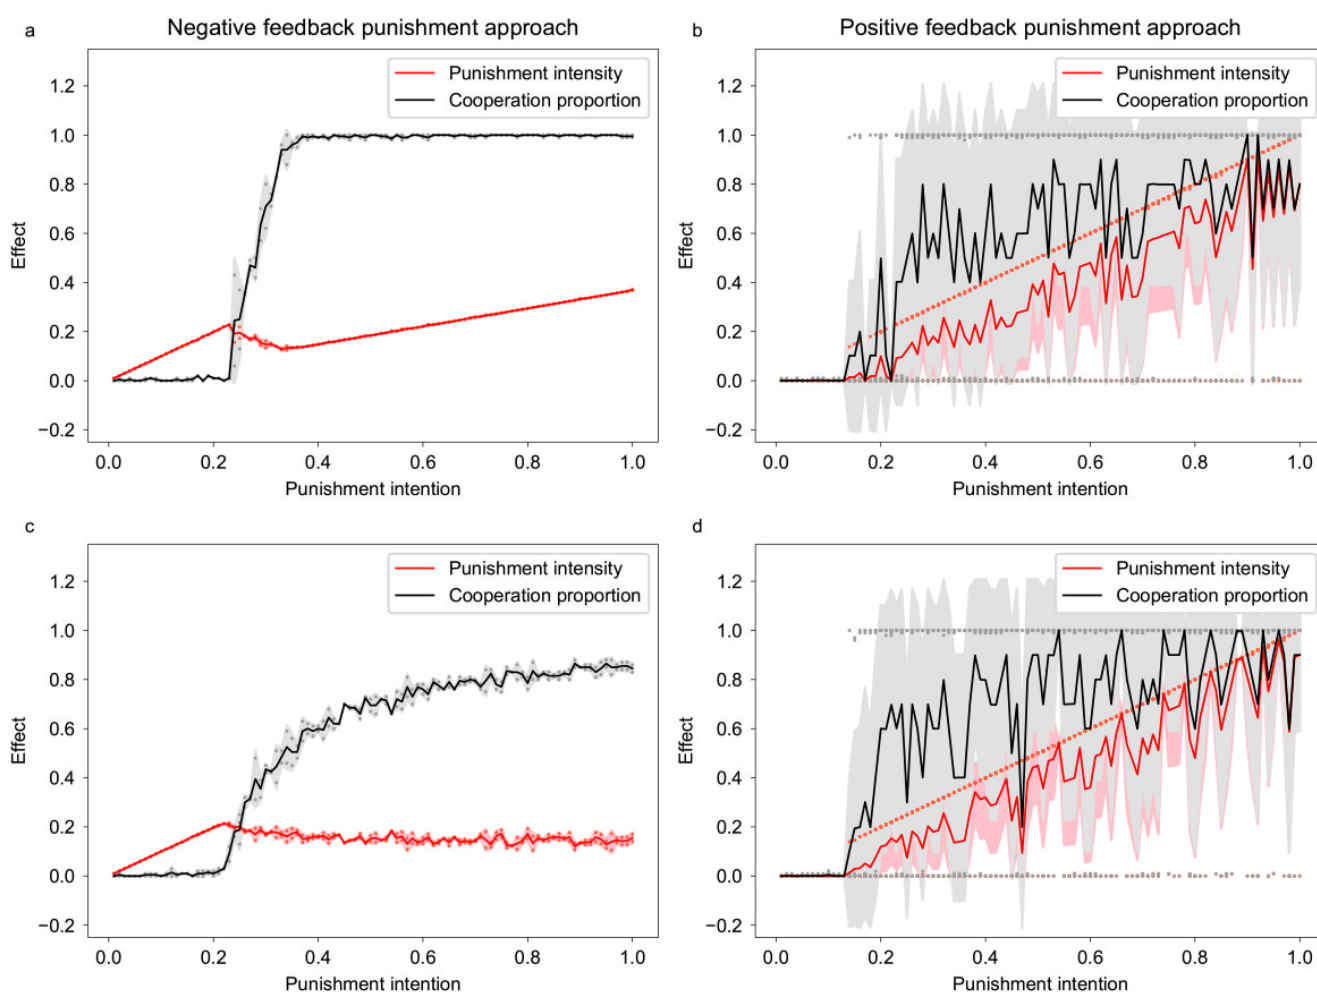 a
Negative feedback punishment approach
Punishment intensity
Cooperation proportion
Effect
1.2
1.0
0.8
0.6
0.4
0.2
0.0
−0.2
0.0 0.2 0.4 0.6 0.8 1.0
Punishment intention
b
Positive feedback punishment approach
Punishment intensity
Cooperation proportion
Effect
1.2
1.0
0.8
0.6
0.4
0.2
0.0
−0.2
0.0 0.2 0.4 0.6 0.8 1.0
Punishment intention
c
Punishment intensity
Cooperation proportion
Effect
1.2
1.0
0.8
0.6
0.4
0.2
0.0
−0.2
0.0 0.2 0.4 0.6 0.8 1.0
Punishment intention
d
Punishment intensity
Cooperation proportion
Effect
1.2
1.0
0.8
0.6
0.4
0.2
0.0
−0.2
0.0 0.2 0.4 0.6 0.8 1.0
Punishment intention